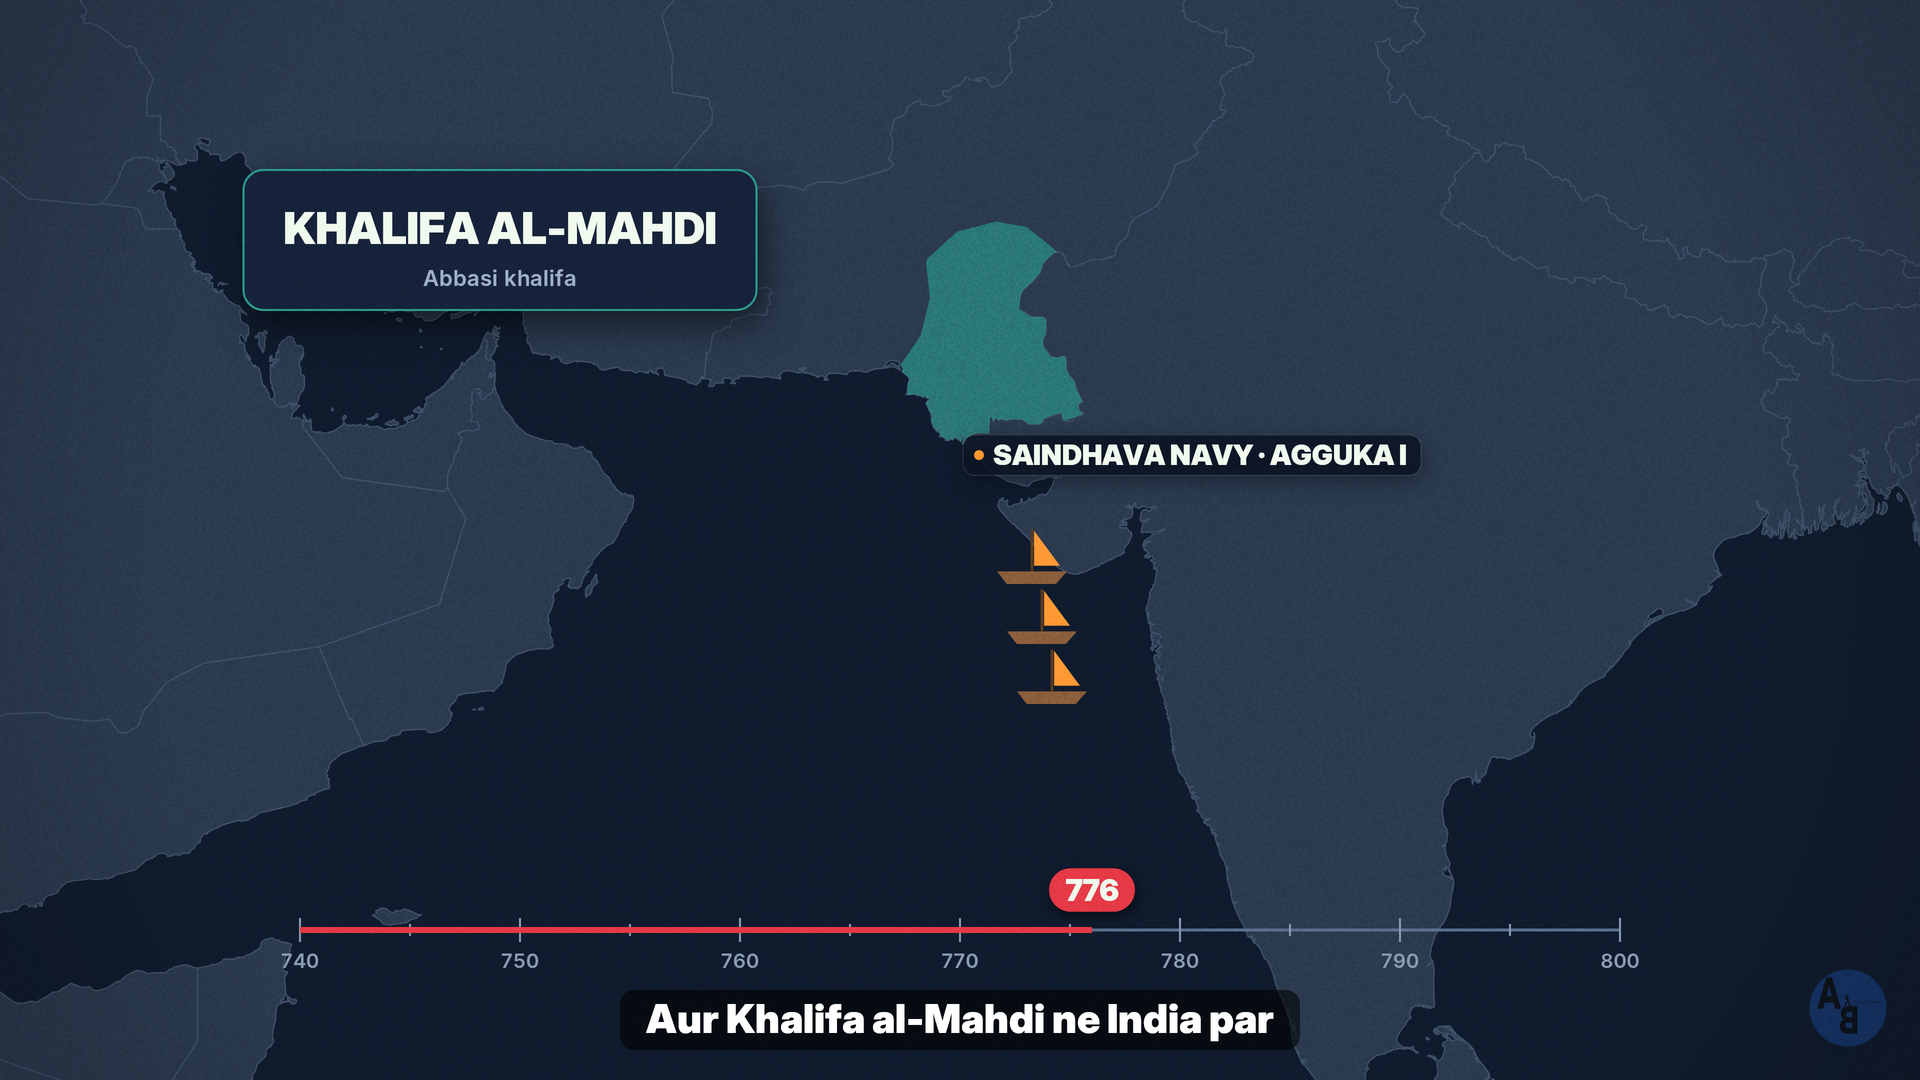 KHALIFA AL-MAHDI
Abbasi khalifa
SAINDHAVA NAVY · AGGUKA I
776
740 750 760 770 780 790 800
Aur Khalifa al-Mahdi ne India par
A
B